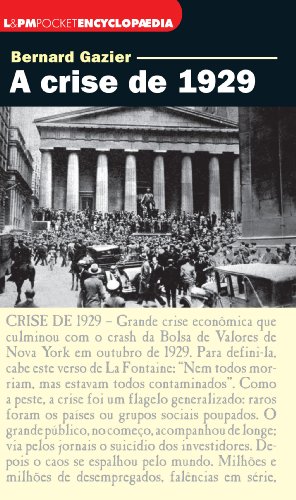 L&PMPOCKETENCYCLOPAEDIA
Bernard Gazier
A crise de 1929
CRISE DE 1929 – Grande crise econômica que
culminou com o crash da Bolsa de Valores de
Nova York em outubro de 1929. Para defini-la,
cabe este verso de La Fontaine: "Nem todos mor-
riam, mas estavam todos contaminados". Como
a peste, a crise foi um flagelo generalizado: raros
foram os países ou grupos sociais poupados. O
grande público, no começo, acompanhou de longe;
via pelos jornais o suicídio dos investidores. De-
pois o caos se espalhou pelo mundo. Milhões e
milhões de desempregados, falências em série,